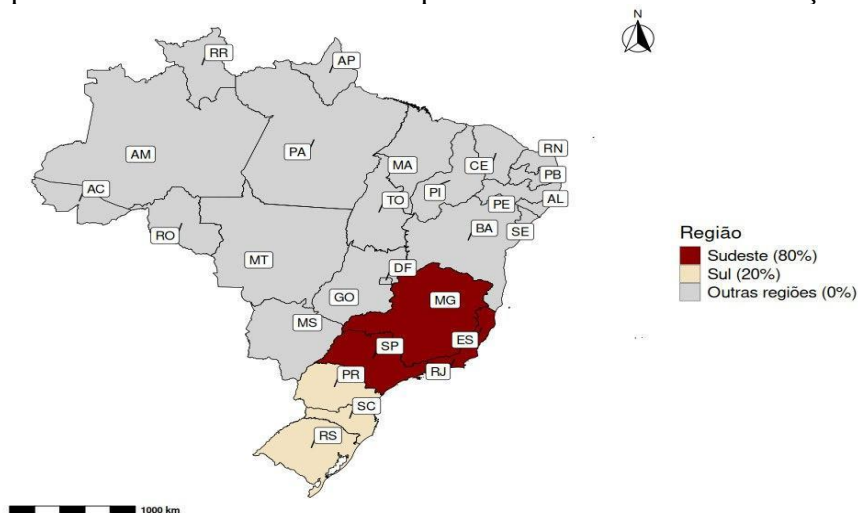 N
RR
AP
AM
PA
MA
CE
RN
PB
PI
AC
TO
PE
AL
RO
BA
SE
MT
DF
GO
MG
MS
SP
ES
RJ
PR
SC
RS
Região
Sudeste (80%)
Sul (20%)
Outras regiões (0%)
1000 km